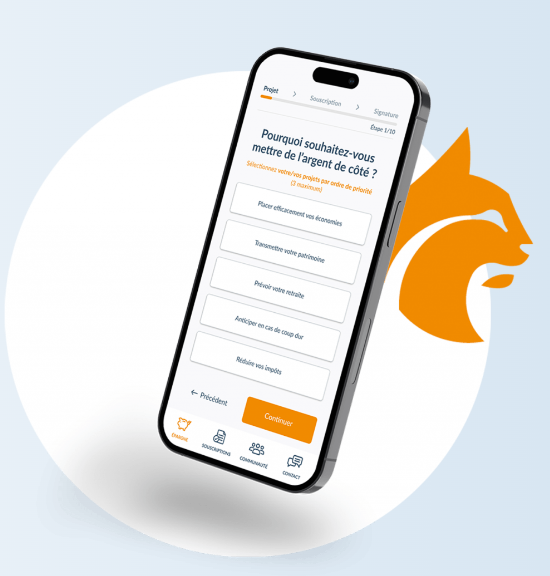 Projet
Souscription
Signature
Étape 1/10
Pourquoi souhaitez-vous
mettre de l'argent de côté ?
Sélectionnez votre/vos projets par ordre de priorité
(3 maximum)
Placer efficacement vos économies
Transmettre votre patrimoine
Prévoir votre retraite
Anticiper en cas de coup dur
Réduire vos impôts
← Précédent
Continuer
ÉPARGNE
SOUSCRIPTIONS
COMMUNAUTÉ
CONTACT